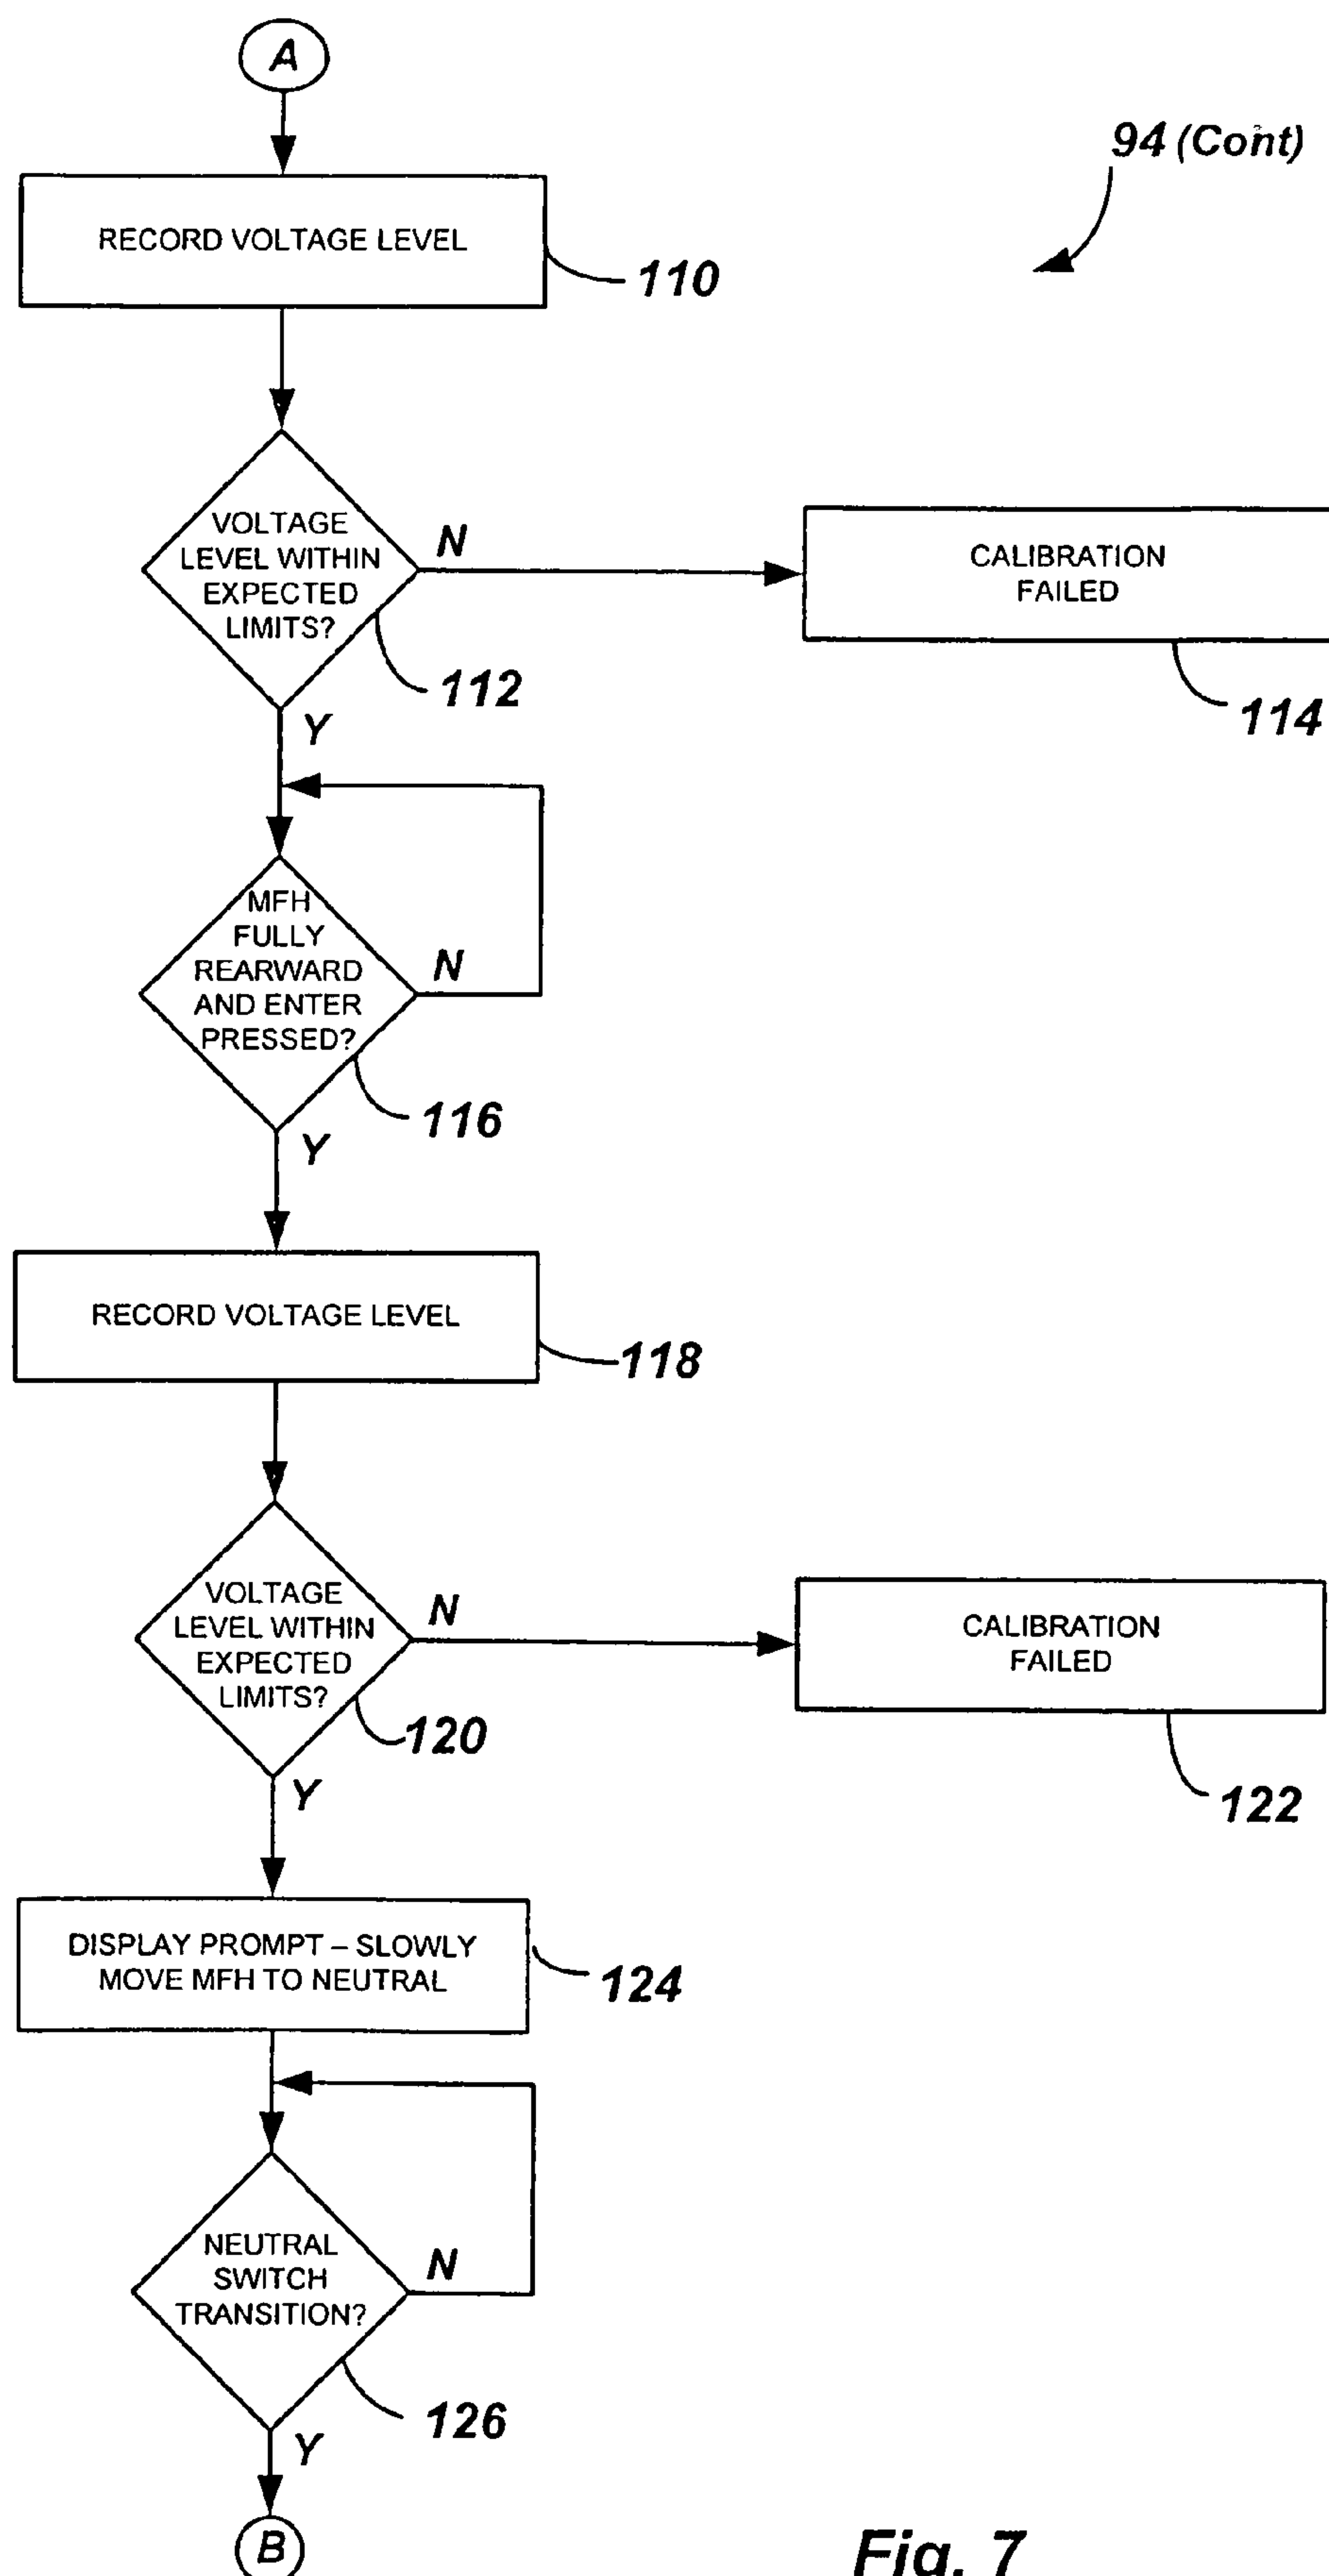 A
94 (Cont)
RECORD VOLTAGE LEVEL
110
VOLTAGE
LEVEL WITHIN
EXPECTED
LIMITS?
N
CALIBRATION
FAILED
112
114
Y
MFH
FULLY
REARWARD
AND ENTER
PRESSED?
N
116
Y
RECORD VOLTAGE LEVEL
118
VOLTAGE
LEVEL WITHIN
EXPECTED
LIMITS?
N
CALIBRATION
FAILED
120
122
Y
DISPLAY PROMPT – SLOWLY
MOVE MFH TO NEUTRAL
124
NEUTRAL
SWITCH
TRANSITION?
N
126
Y
B
Fig. 7